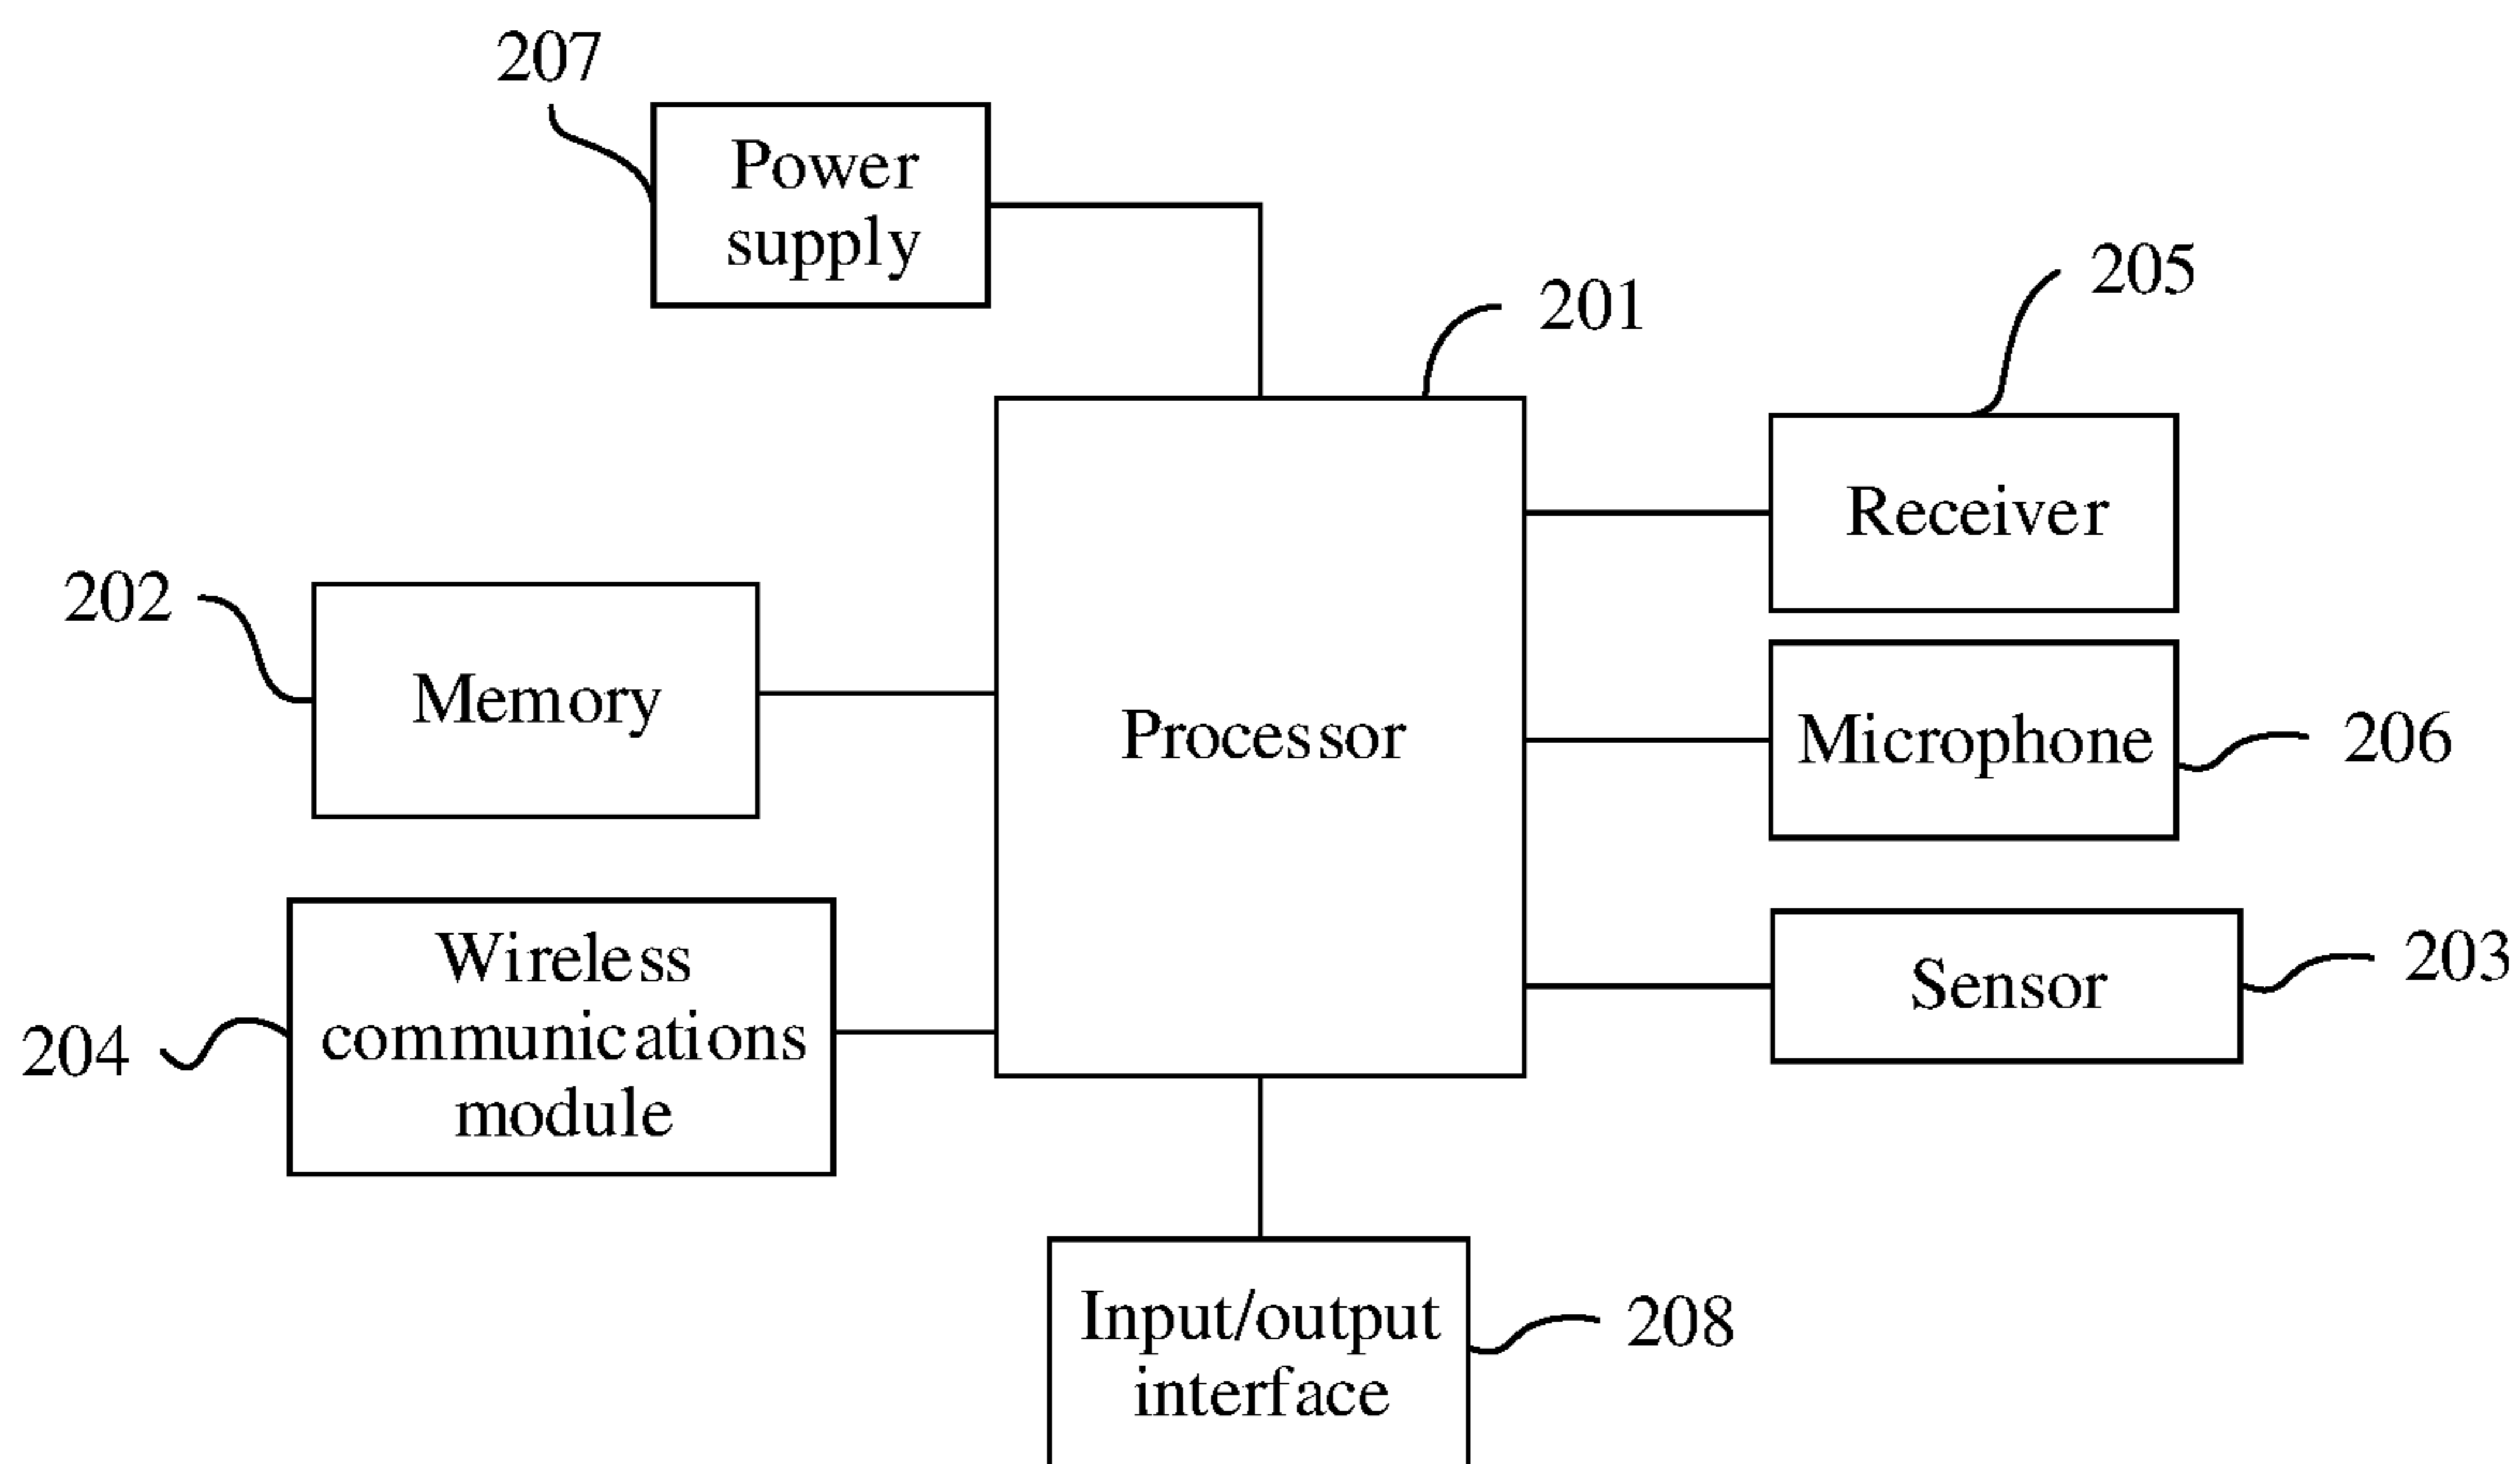 207
Power
supply
201
205
Receiver
202
Memory
Processor
Microphone
206
Wireless
communications
module
204
Sensor
203
Input/output
interface
208